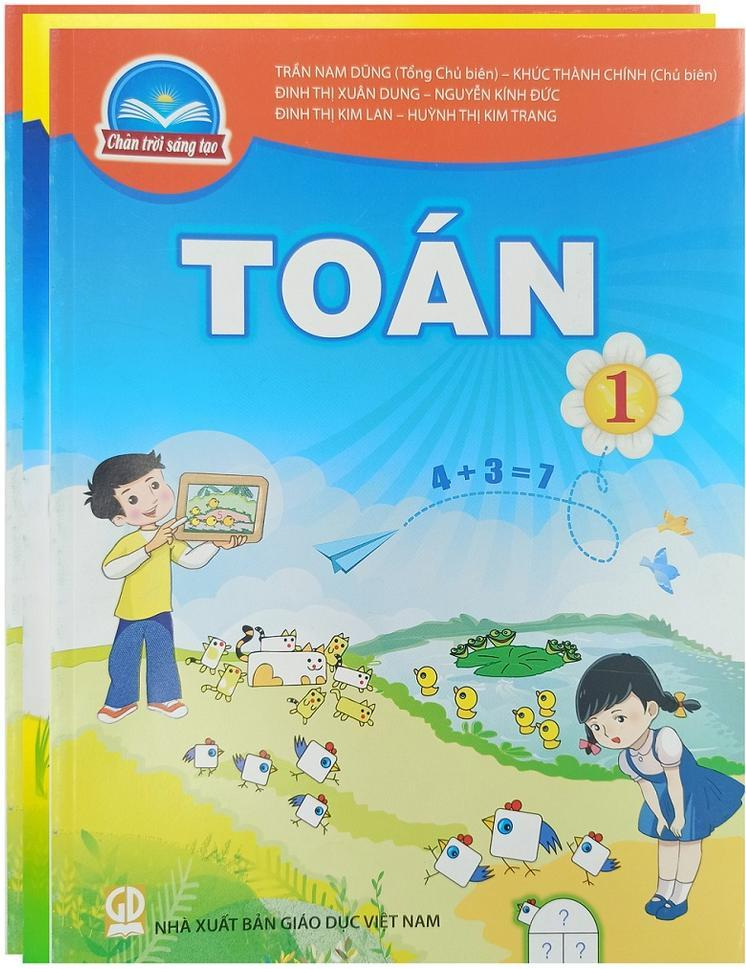 TRẦN NAM DŨNG (Tổng Chủ biên) – KHÚC THÀNH CHÍNH (Chủ biên)
ĐINH THỊ XUÂN DUNG – NGUYỄN KÍNH ĐỨC
ĐINH THỊ KIM LAN – HUỲNH THỊ KIM TRANG
Chân trời sáng tạo
TOÁN
1
4 + 3 = 7
?
? ?
GD
NHÀ XUẤT BẢN GIÁO DỤC VIỆT NAM